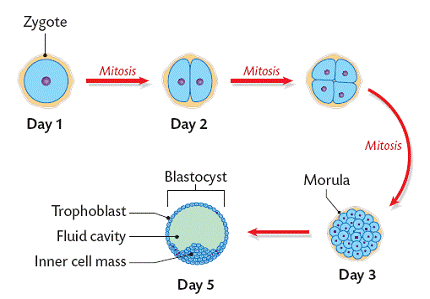 Zygote
Mitosis
Mitosis
Day 1
Day 2
Mitosis
Blastocyst
Morula
Trophoblast
Fluid cavity
Inner cell mass
Day 5
Day 3